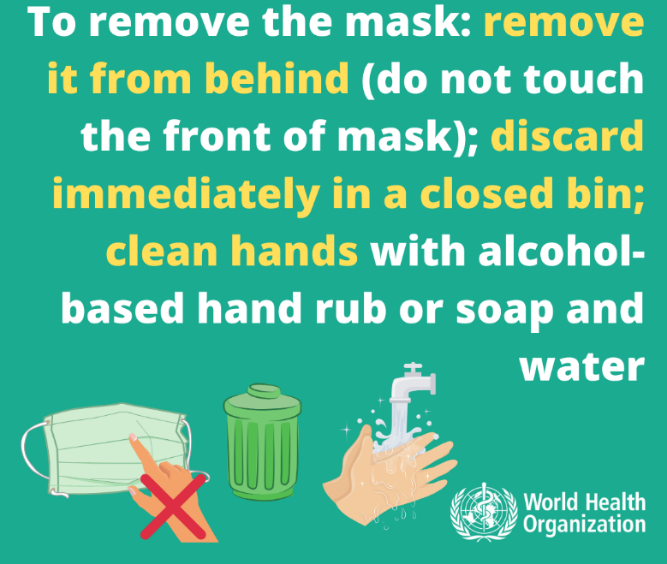 To remove the mask: remove
it from behind (do not touch
the front of mask); discard
immediately in a closed bin;
clean hands with alcohol-
based hand rub or soap and
water
World Health
Organization